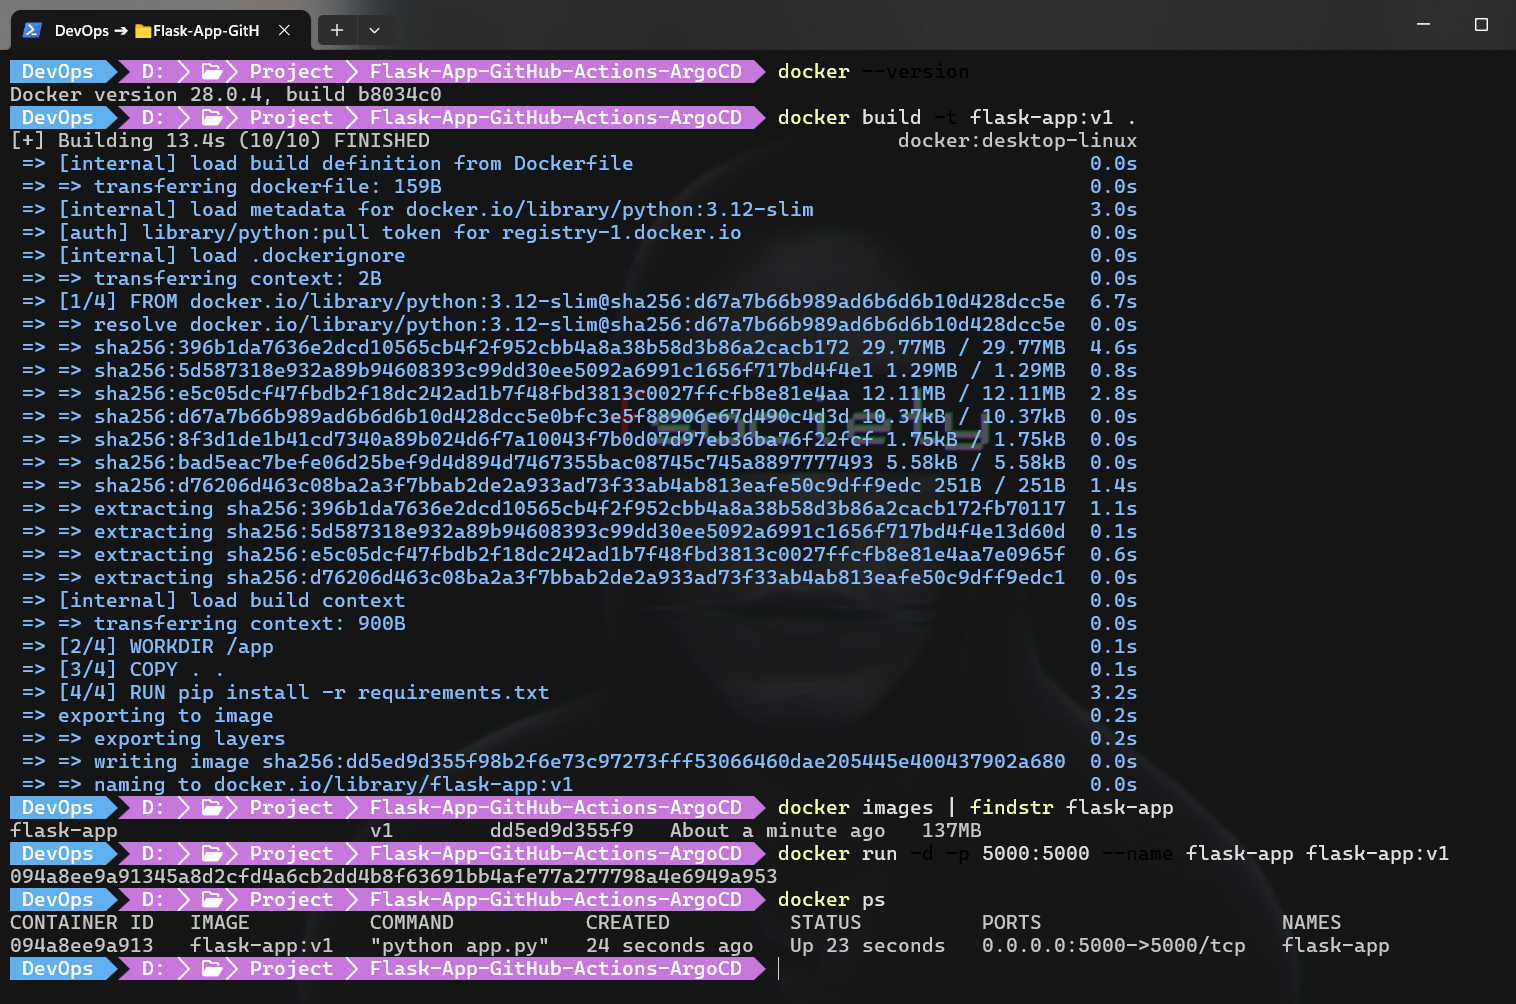 DevOps ➔ Flask-App-GitH
DevOps D: Project Flask-App-GitHub-Actions-ArgoCD docker --version
Docker version 28.0.4, build b8034c0
DevOps D: Project Flask-App-GitHub-Actions-ArgoCD docker build -t flask-app:v1 .
[+] Building 13.4s (10/10) FINISHED docker:desktop-linux
=> [internal] load build definition from Dockerfile 0.0s
=> => transferring dockerfile: 159B 0.0s
=> [internal] load metadata for docker.io/library/python:3.12-slim 3.0s
=> [auth] library/python:pull token for registry-1.docker.io 0.0s
=> [internal] load .dockerignore 0.0s
=> => transferring context: 2B 0.0s
=> [1/4] FROM docker.io/library/python:3.12-slim@sha256:d67a7b66b989ad6b6d6b10d428dcc5e 6.7s
=> => resolve docker.io/library/python:3.12-slim@sha256:d67a7b66b989ad6b6d6b10d428dcc5e 0.0s
=> => sha256:396b1da7636e2dcd10565cb4f2f952cbb4a8a38b58d3b86a2cacb172 29.77MB / 29.77MB 4.6s
=> => sha256:5d587318e932a89b94608393c99dd30ee5092a6991c1656f717bd4f4e1 1.29MB / 1.29MB 0.8s
=> => sha256:e5c05dcf47fbdb2f18dc242ad1b7f48fbd3813c0027ffcfb8e81e4aa 12.11MB / 12.11MB 2.8s
=> => sha256:d67a7b66b989ad6b6d6b10d428dcc5e0bfc3e5f88906e67d490c4d3d 10.37kB / 10.37kB 0.0s
=> => sha256:8f3d1de1b41cd7340a89b024d6f7a10043f7b0d07d97eb36ba76f22fcf 1.75kB / 1.75kB 0.0s
=> => sha256:bad5eac7befe06d25bef9d4d894d7467355bac08745c745a8897777493 5.58kB / 5.58kB 0.0s
=> => sha256:d76206d463c08ba2a3f7bbab2de2a933ad73f33ab4ab813eafe50c9dff9edc 251B / 251B 1.4s
=> => extracting sha256:396b1da7636e2dcd10565cb4f2f952cbb4a8a38b58d3b86a2cacb172fb70117 1.1s
=> => extracting sha256:5d587318e932a89b94608393c99dd30ee5092a6991c1656f717bd4f4e13d60d 0.1s
=> => extracting sha256:e5c05dcf47fbdb2f18dc242ad1b7f48fbd3813c0027ffcfb8e81e4aa7e0965f 0.6s
=> => extracting sha256:d76206d463c08ba2a3f7bbab2de2a933ad73f33ab4ab813eafe50c9dff9edc1 0.0s
=> [internal] load build context 0.0s
=> => transferring context: 900B 0.0s
=> [2/4] WORKDIR /app 0.1s
=> [3/4] COPY . . 0.1s
=> [4/4] RUN pip install -r requirements.txt 3.2s
=> exporting to image 0.2s
=> => exporting layers 0.2s
=> => writing image sha256:dd5ed9d355f98b2f6e73c97273fff53066460dae205445e400437902a680 0.0s
=> => naming to docker.io/library/flask-app:v1 0.0s
DevOps D: Project Flask-App-GitHub-Actions-ArgoCD docker images | findstr flask-app
flask-app v1 dd5ed9d355f9 About a minute ago 137MB
DevOps D: Project Flask-App-GitHub-Actions-ArgoCD docker run -d -p 5000:5000 --name flask-app flask-app:v1
094a8ee9a91345a8d2cfd4a6cb2dd4b8f63691bb4afe77a277798a4e6949a953
DevOps D: Project Flask-App-GitHub-Actions-ArgoCD docker ps
CONTAINER ID IMAGE COMMAND CREATED STATUS PORTS NAMES
094a8ee9a913 flask-app:v1 "python app.py" 24 seconds ago Up 23 seconds 0.0.0.0:5000->5000/tcp flask-app
DevOps D: Project Flask-App-GitHub-Actions-ArgoCD